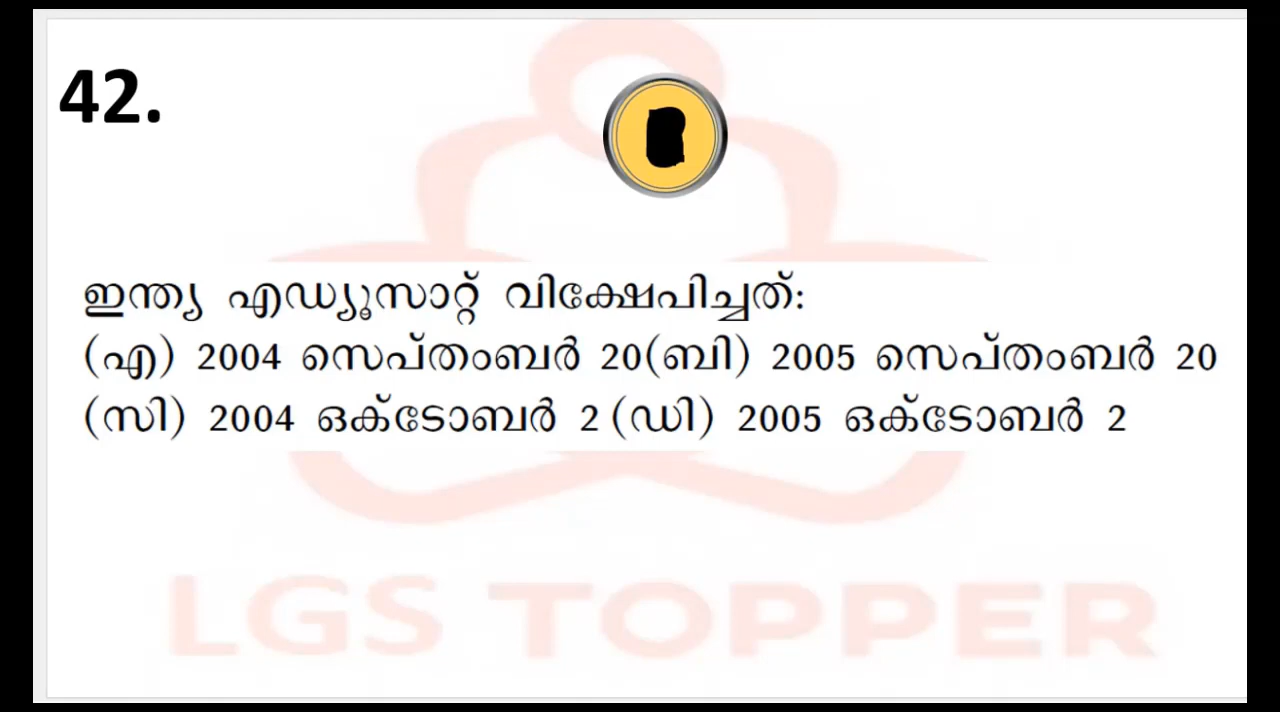 42.
ഇന്ത്യ എഡ്യൂസാറ്റ് വിക്ഷേപിച്ചത്:
(എ) 2004 സെപ്തംബർ 20(ബി) 2005 സെപ്തംബർ 20
(സി) 2004 ഒക്ടോബർ 2 (ഡി) 2005 ഒക്ടോബർ 2
LGS TOPPER